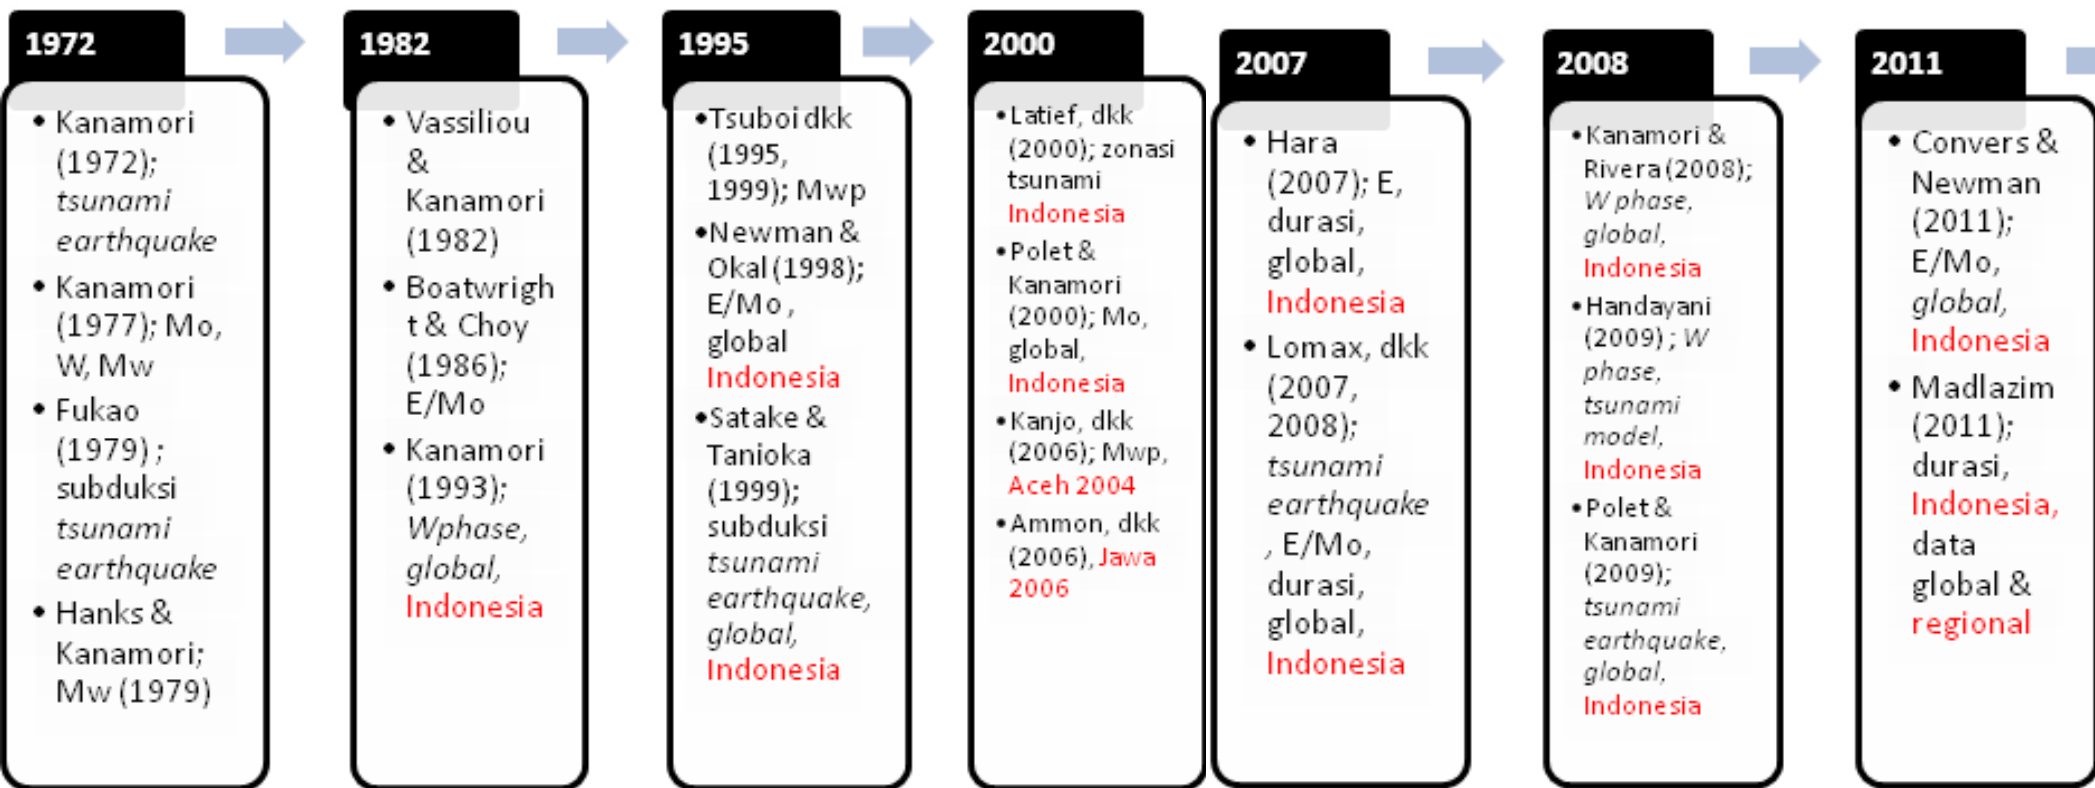 1972
• Kanamori
(1972);
tsunami
earthquake
• Kanamori
(1977); Mo,
W, Mw
• Fukao
(1979) ;
subduksi
tsunami
earthquake
• Hanks &
Kanamori;
Mw (1979)
1982
• Vassiliou
&
Kanamori
(1982)
• Boatwrigh
t & Choy
(1986);
E/Mo
• Kanamori
(1993);
Wphase,
global,
Indonesia
1995
•Tsuboi dkk
(1995,
1999); Mwp
•Newman &
Okal (1998);
E/Mo ,
global
Indonesia
•Satake &
Tanioka
(1999);
subduksi
tsunami
earthquake,
global,
Indonesia
2000
•Latief, dkk
(2000); zonasi
tsunami
Indonesia
•Polet &
Kanamori
(2000); Mo,
global,
Indonesia
•Kanjo, dkk
(2006); Mwp,
Aceh 2004
•Ammon, dkk
(2006), Jawa
2006
2007
• Hara
(2007); E,
durasi,
global,
Indonesia
• Lomax, dkk
(2007,
2008);
tsunami
earthquake
, E/Mo,
durasi,
global,
Indonesia
2008
•Kanamori &
Rivera (2008);
W phase,
global,
Indonesia
•Handayani
(2009) ; W
phase,
tsunami
model,
Indonesia
•Polet &
Kanamori
(2009);
tsunami
earthquake,
global,
Indonesia
2011
• Convers &
Newman
(2011);
E/Mo,
global,
Indonesia
• Madlazim
(2011);
durasi,
Indonesia,
data
global &
regional